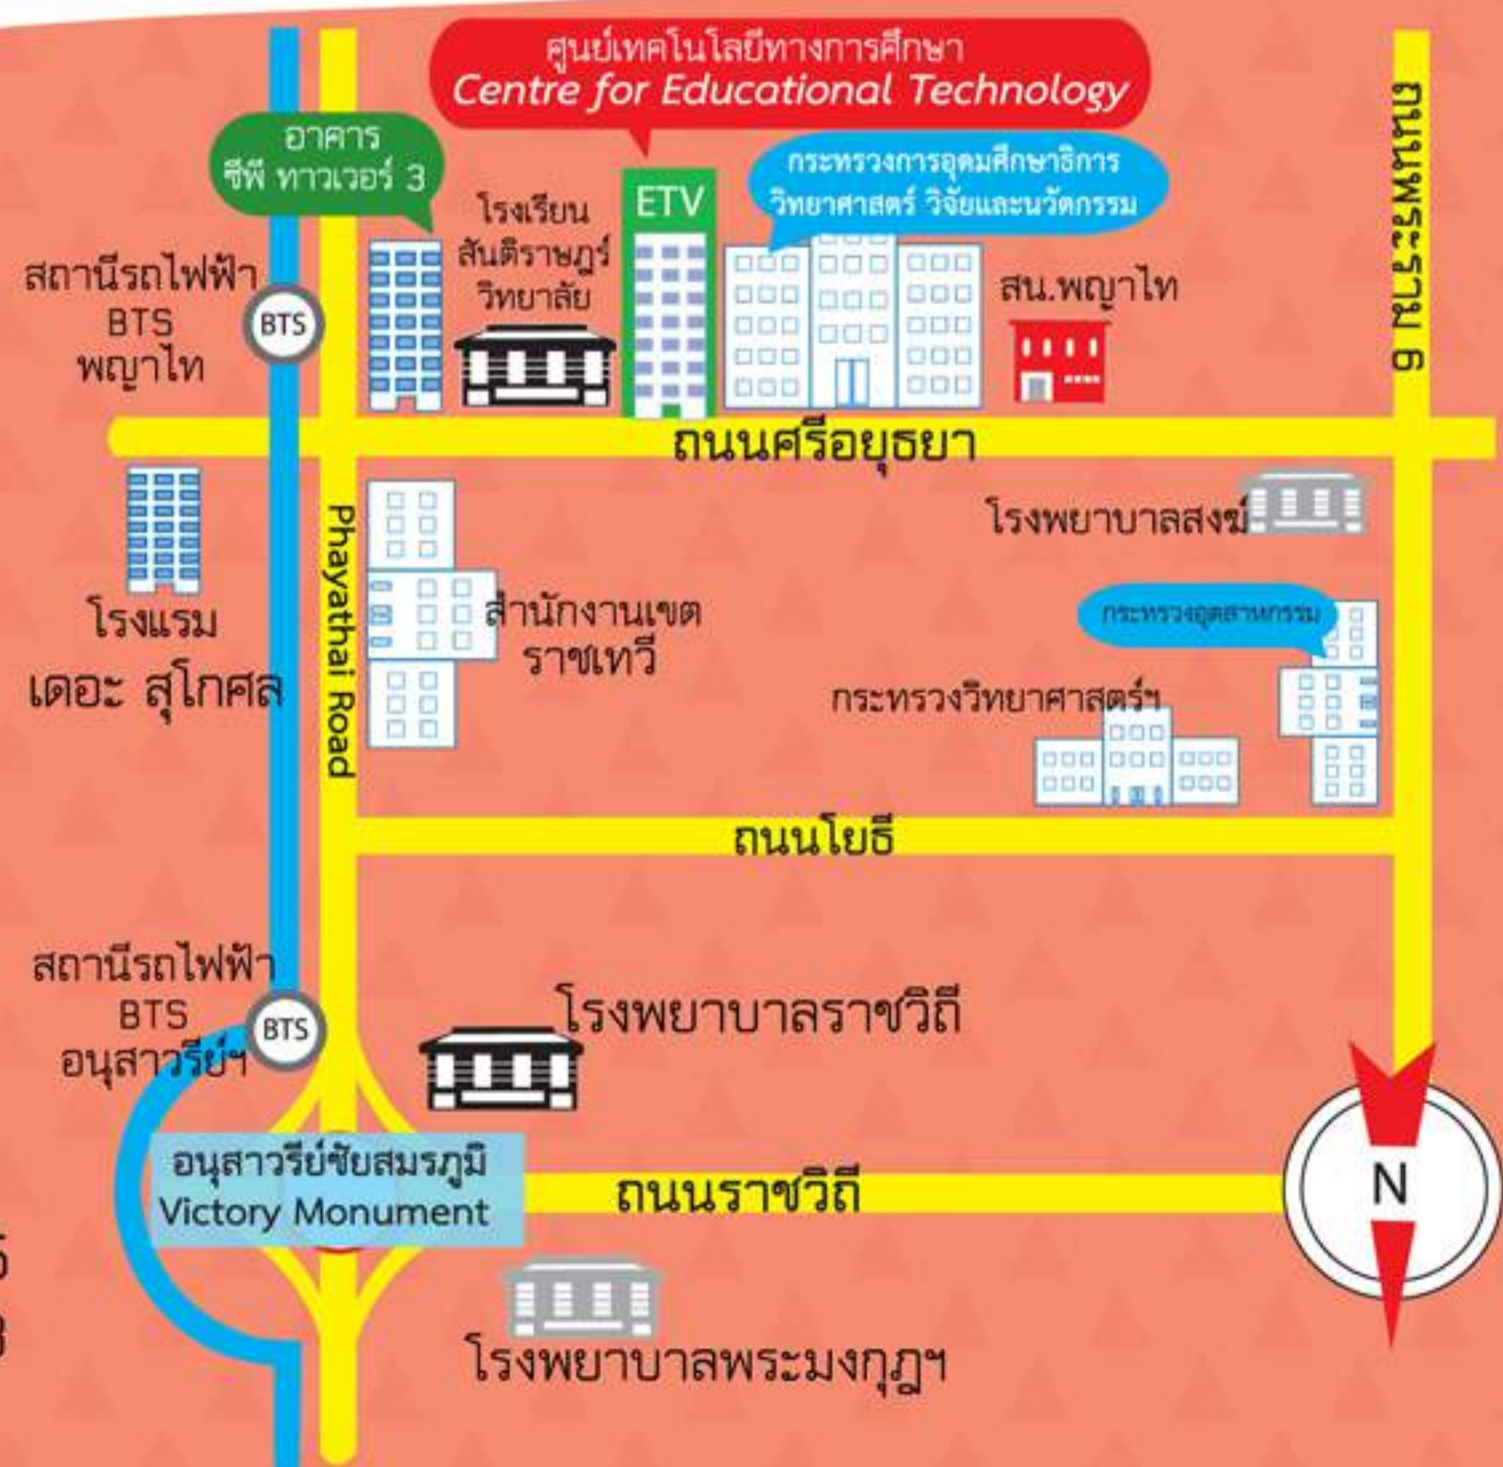 ศูนย์เทคโนโลยีทางการศึกษา
Centre for Educational Technology
อาคาร
ซีพี ทาวเวอร์ 3
กระทรวงการอุดมศึกษาธิการ
วิทยาศาสตร์ วิจัยและนวัตกรรม
โรงเรียน
สันติราษฎร์
วิทยาลัย
ETV
สน.พญาไท
ถนนพระราม 6
สถานีรถไฟฟ้า
BTS
พญาไท
BTS
ถนนศรีอยุธยา
โรงพยาบาลสงฆ์
โรงแรม
เดอะ สุโกศล
Phayathai Road
สำนักงานเขต
ราชเทวี
กระทรวงอุตสาหกรรม
กระทรวงวิทยาศาสตร์ฯ
ถนนโยธี
สถานีรถไฟฟ้า
BTS
อนุสาวรีย์ฯ
BTS
โรงพยาบาลราชวิถี
อนุสาวรีย์ชัยสมรภูมิ
Victory Monument
ถนนราชวิถี
N
โรงพยาบาลพระมงกุฎฯ